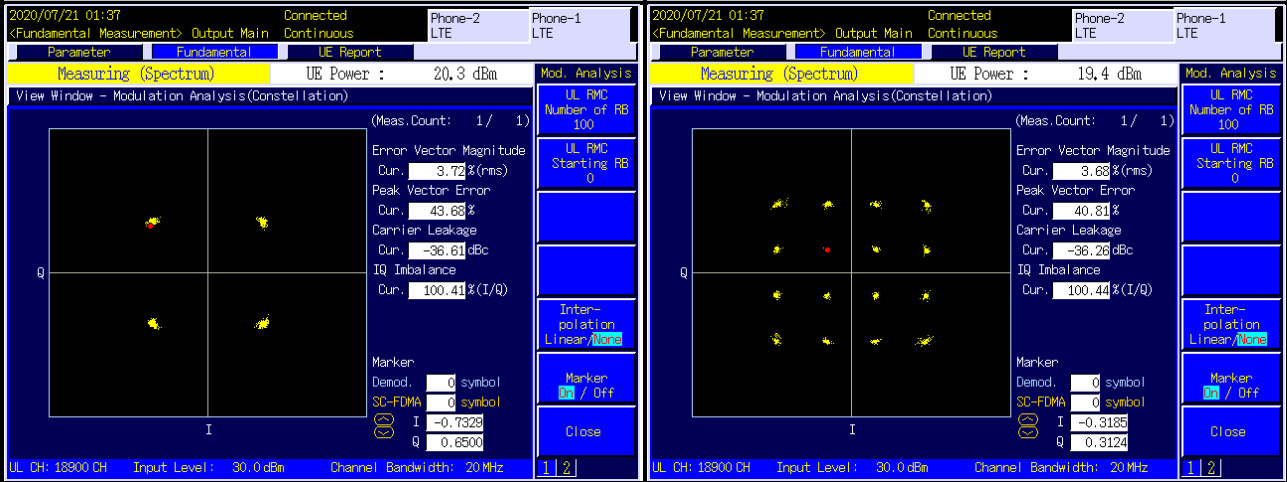 2020/07/21 01:37 Connected Phone-2 Phone-1
<Fundamental Measurement> Output Main Continuous LTE LTE
Parameter Fundamental UE Report
Measuring (Spectrum) UE Power : 20.3 dBm Mod. Analysis
View Window - Modulation Analysis(Constellation)
UL RMC
Number of RB
100
(Meas.Count: 1/ 1)
Error Vector Magnitude
Cur. 3.72 %(rms)
Peak Vector Error
Cur. 43.68 %
Carrier Leakage
Cur. -36.61 dBc
IQ Imbalance
Cur. 100.41 %(I/Q)
UL RMC
Starting RB
0
Q
I
Inter-
polation
Linear/None
Marker
Demod. 0 symbol
SC-FDMA 0 symbol
I -0.7329
Q 0.6500
Marker
On / Off
Close
UL CH: 18900 CH Input Level: 30.0 dBm Channel Bandwidth: 20 MHz 1 2
2020/07/21 01:37 Connected Phone-2 Phone-1
<Fundamental Measurement> Output Main Continuous LTE LTE
Parameter Fundamental UE Report
Measuring (Spectrum) UE Power : 19.4 dBm Mod. Analysis
View Window - Modulation Analysis(Constellation)
UL RMC
Number of RB
100
(Meas.Count: 1/ 1)
Error Vector Magnitude
Cur. 3.68 %(rms)
Peak Vector Error
Cur. 40.81 %
Carrier Leakage
Cur. -36.26 dBc
IQ Imbalance
Cur. 100.44 %(I/Q)
UL RMC
Starting RB
0
Q
I
Inter-
polation
Linear/None
Marker
Demod. 0 symbol
SC-FDMA 0 symbol
I -0.3185
Q 0.3124
Marker
On / Off
Close
UL CH: 18900 CH Input Level: 30.0 dBm Channel Bandwidth: 20 MHz 1 2